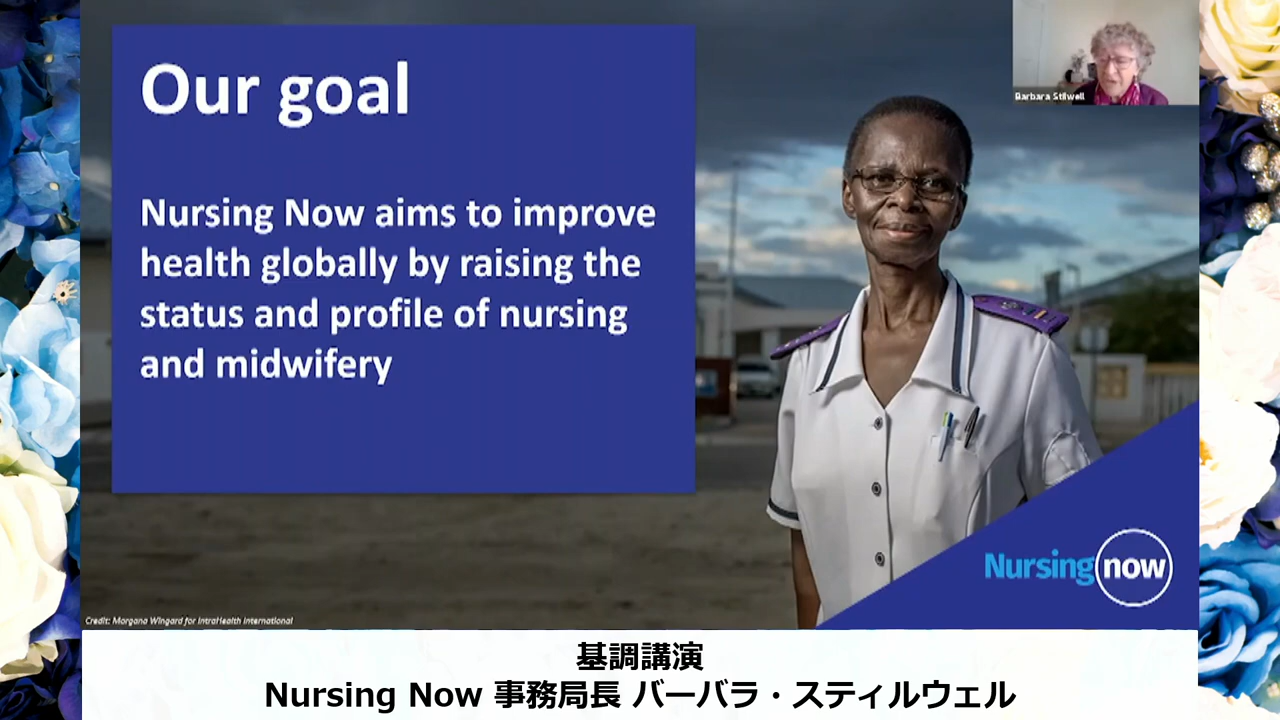 Our goal
Nursing Now aims to improve
health globally by raising the
status and profile of nursing
and midwifery
Barbara Stilwell
Nursing now
Credit: Morgana Wingard for IntraHealth International
基調講演
Nursing Now 事務局長 バーバラ・スティルウェル